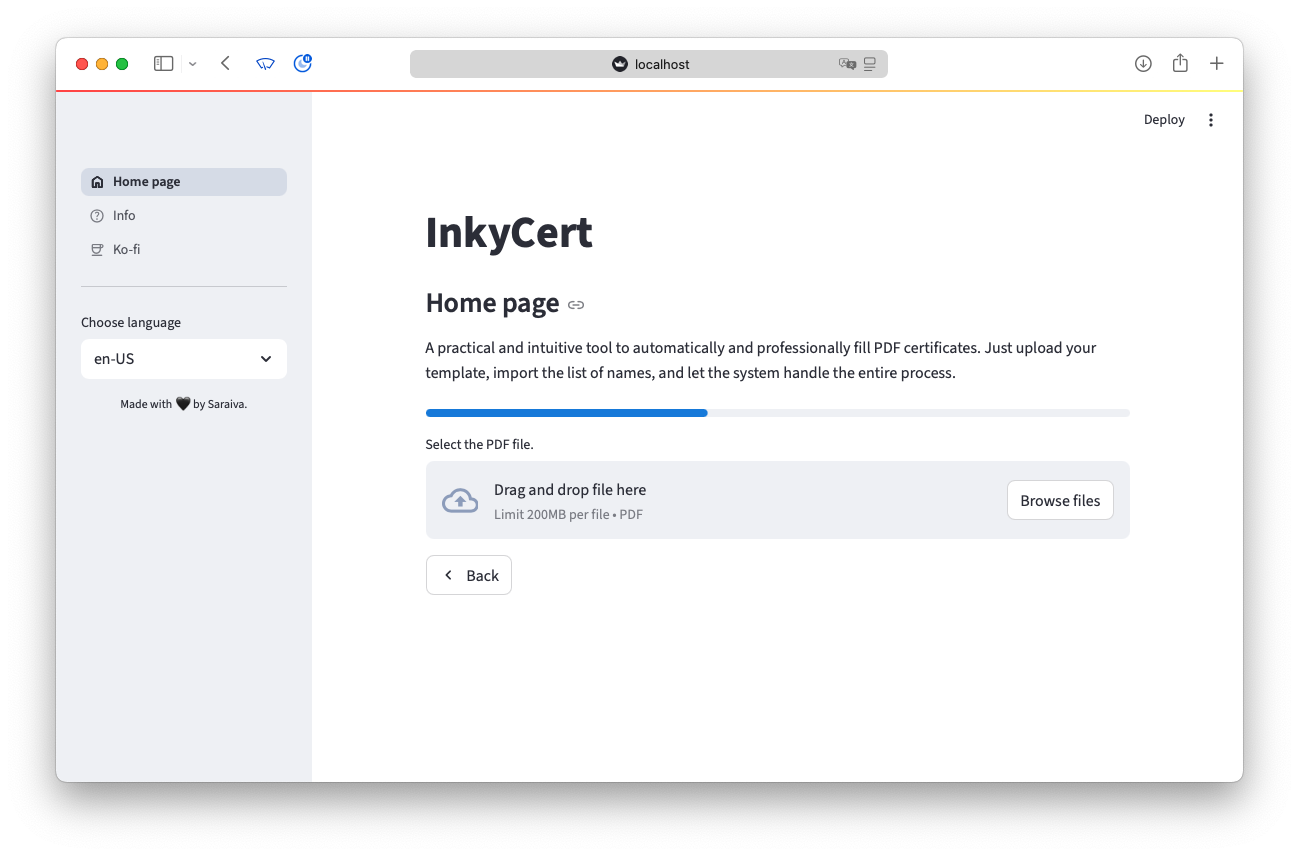 localhost
Deploy
Home page
Info
Ko-fi
Choose language
en-US
Made with 🖤 by Saraiva.
InkyCert
Home page
A practical and intuitive tool to automatically and professionally fill PDF certificates. Just upload your
template, import the list of names, and let the system handle the entire process.
Select the PDF file.
Drag and drop file here
Limit 200MB per file • PDF
Browse files
Back